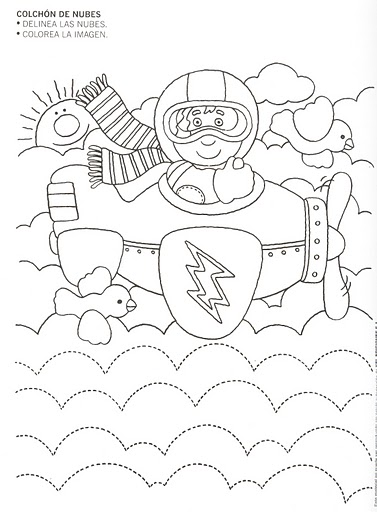 COLCHÓN DE NUBES
• DELINEA LAS NUBES.
• COLOREA LA IMAGEN.